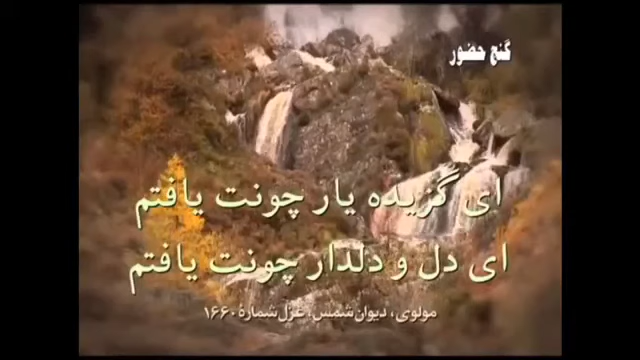 گنج حضور
ای گزیده یار چونت یافتم
ای دل و دلدار چونت یافتم
مولوی، دیوان شمس، غزل شمارهٔ ۱۶۶۰